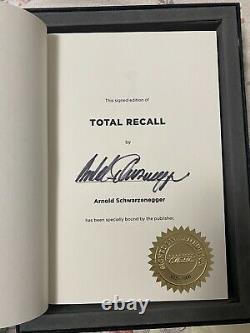 This signed edition of
TOTAL RECALL
by
Arnold Schwarzenegger
has been specially bound by the publisher.